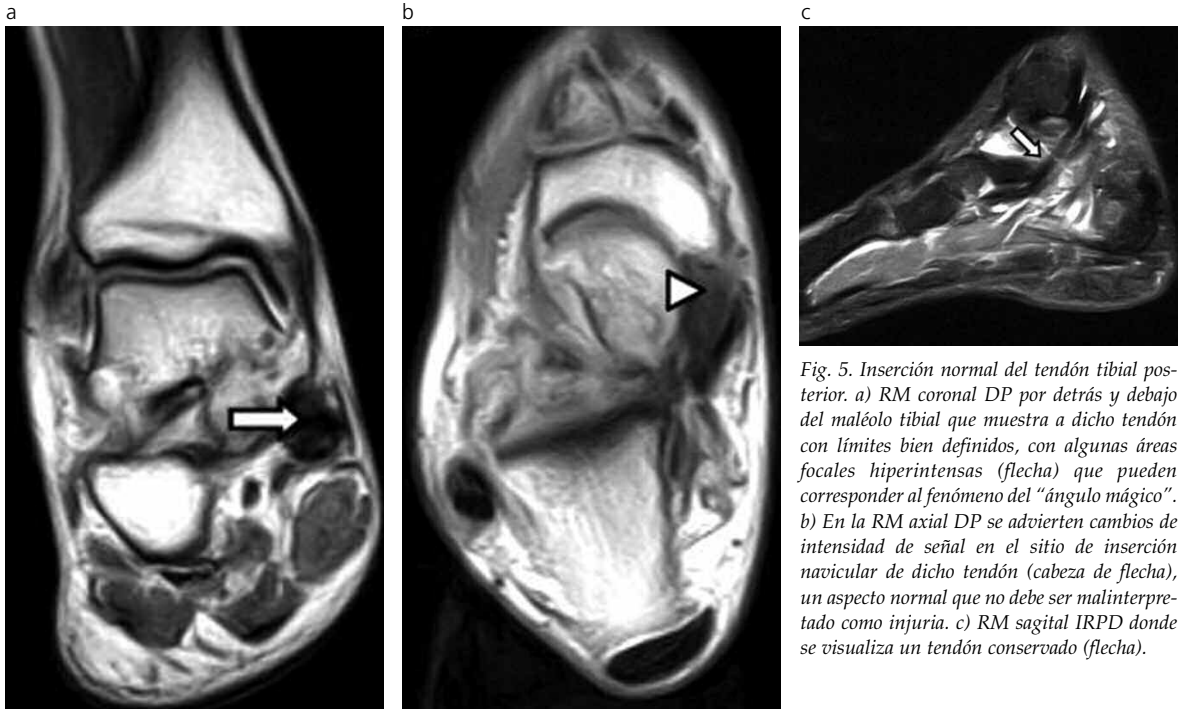 a
b
c
Fig. 5. Inserción normal del tendón tibial pos-
terior. a) RM coronal DP por detrás y debajo
del maléolo tibial que muestra a dicho tendón
con límites bien definidos, con algunas áreas
focales hiperintensas (flecha) que pueden
corresponder al fenómeno del “ángulo mágico”.
b) En la RM axial DP se advierten cambios de
intensidad de señal en el sitio de inserción
navicular de dicho tendón (cabeza de flecha),
un aspecto normal que no debe ser malinterpre-
tado como injuria. c) RM sagital IRPD donde
se visualiza un tendón conservado (flecha).